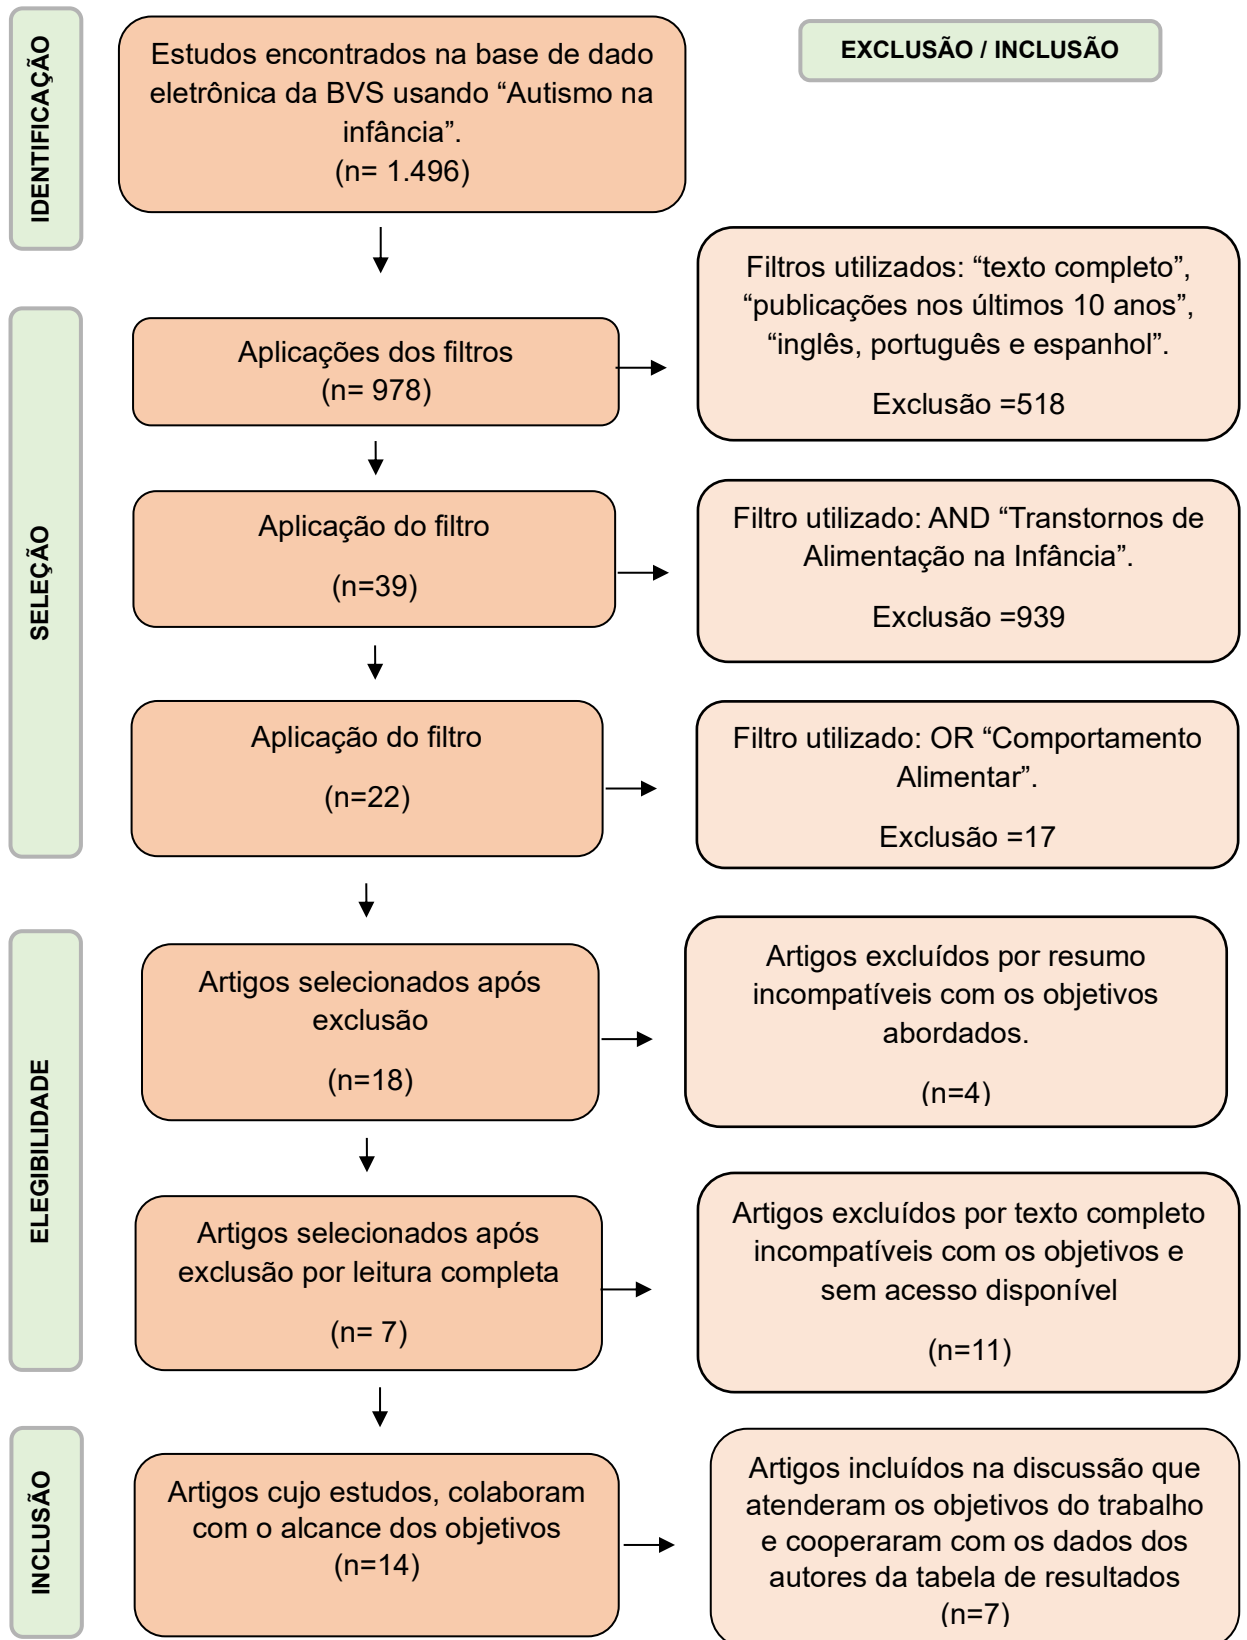 IDENTIFICAÇÃO
Estudos encontrados na base de dado
eletrônica da BVS usando “Autismo na
infância”.
(n= 1.496)
EXCLUSÃO / INCLUSÃO
SELEÇÃO
Aplicações dos filtros
(n= 978)
Filtros utilizados: “texto completo”,
“publicações nos últimos 10 anos”,
“inglês, português e espanhol”.
Exclusão =518
Aplicação do filtro
(n=39)
Filtro utilizado: AND “Transtornos de
Alimentação na Infância”.
Exclusão =939
Aplicação do filtro
(n=22)
Filtro utilizado: OR “Comportamento
Alimentar”.
Exclusão =17
ELEGIBILIDADE
Artigos selecionados após
exclusão
(n=18)
Artigos excluídos por resumo
incompatíveis com os objetivos
abordados.
(n=4)
Artigos selecionados após
exclusão por leitura completa
(n= 7)
Artigos excluídos por texto completo
incompatíveis com os objetivos e
sem acesso disponível
(n=11)
INCLUSÃO
Artigos cujo estudos, colaboram
com o alcance dos objetivos
(n=14)
Artigos incluídos na discussão que
atenderam os objetivos do trabalho
e cooperaram com os dados dos
autores da tabela de resultados
(n=7)